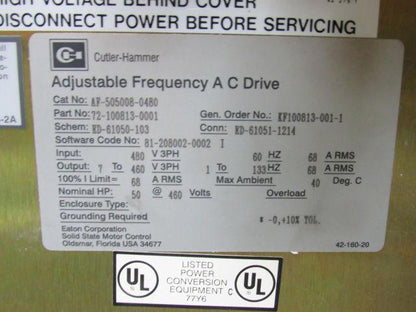 HIGH VOLTAGE BEHIND COVER
DISCONNECT POWER BEFORE SERVICING
-2A
Cutler-Hammer
Adjustable Frequency A C Drive
Cat No: AF-505008-0480
Part No: 72-100813-0001 Gen. Order No.: KF100813-001-1
Schem: ED-61050-103 Conn: ED-61051-1214
Software Code No: 81-208002-0002 I
Input: 480 V 3PH 60 HZ 68 A RMS
Output: 7 To 460 V 3PH 1 to 133 HZ 68 A RMS
100% I Limit= 68 A RMS Max Ambient 40 Deg. C
Nominal HP: 50 @ 460 Volts Overload
Enclosure Type:
Grounding Required * -0,+10% TOL.
Eaton Corporation
Solid State Motor Control
Oldsmar, Florida USA 34677 42-160-20
UL LISTED UL
POWER
CONVERSION
EQUIPMENT C
77Y6